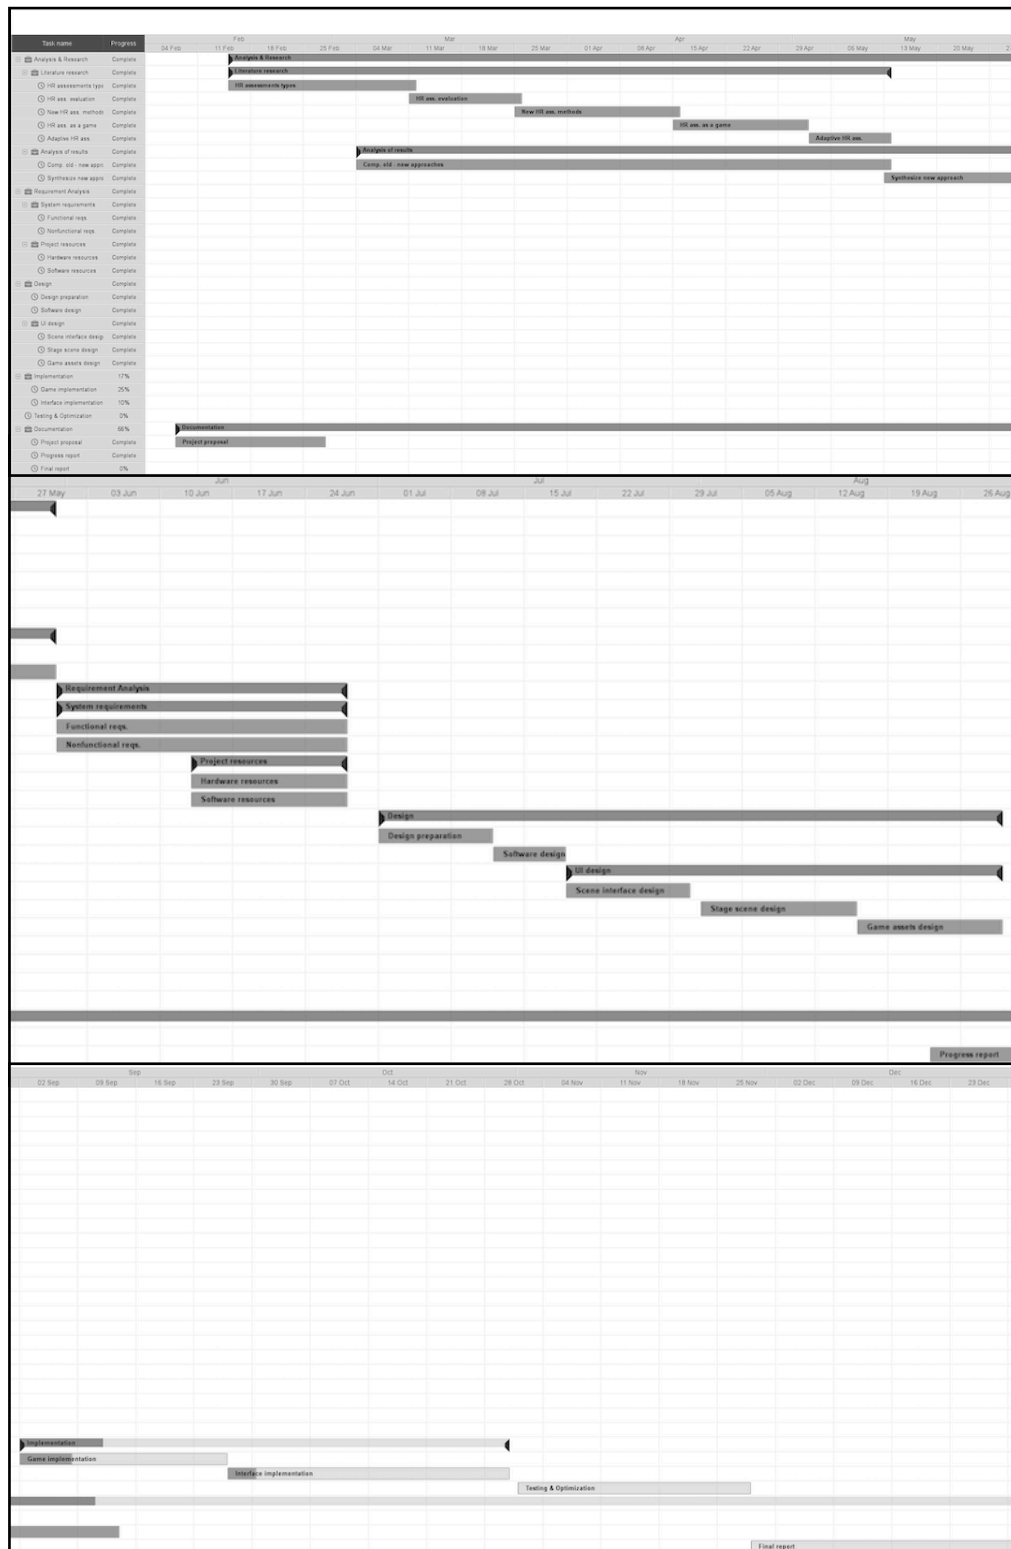 Feb Mar Apr May
Task name Progress 04 Feb 11 Feb 18 Feb 25 Feb 04 Mar 11 Mar 18 Mar 25 Mar 01 Apr 08 Apr 15 Apr 22 Apr 29 Apr 06 May 13 May 20 May
Analysis & Research Complete Analysis & Research
Literature research Complete Literature research
HR assessments type Complete HR assessments types
HR ass. evaluation Complete HR ass. evaluation
New HR ass. methods Complete New HR ass. methods
HR ass. as a game Complete HR ass. as a game
Adaptive HR ass. Complete Adaptive HR ass.
Analysis of results Complete Analysis of results
Comp. old - new appr Complete Comp. old - new approaches
Synthesize new appro Complete Synthesize new approach
Requirement Analysis Complete
System requirements Complete
Functional reqs. Complete
Nonfunctional reqs. Complete
Project resources Complete
Hardware resources Complete
Software resources Complete
Design Complete
Design preparation Complete
Software design Complete
UI design Complete
Scene interface desig Complete
Stage scene design Complete
Game assets design Complete
Implementation 17%
Game implementation 25%
Interface implementation 10%
Testing & Optimization 0%
Documentation 66% Documentation
Project proposal Complete Project proposal
Progress report Complete
Final report 0%
Jun Jul Aug
27 May 03 Jun 10 Jun 17 Jun 24 Jun 01 Jul 08 Jul 15 Jul 22 Jul 29 Jul 05 Aug 12 Aug 19 Aug 26 Aug
Requirement Analysis
System requirements
Functional reqs.
Nonfunctional reqs.
Project resources
Hardware resources
Software resources
Design
Design preparation
Software design
UI design
Scene interface design
Stage scene design
Game assets design
Progress report
Sep Oct Nov Dec
02 Sep 09 Sep 16 Sep 23 Sep 30 Sep 07 Oct 14 Oct 21 Oct 28 Oct 04 Nov 11 Nov 18 Nov 25 Nov 02 Dec 09 Dec 16 Dec 23 Dec
Implementation
Game implementation
Interface implementation
Testing & Optimization
Final report